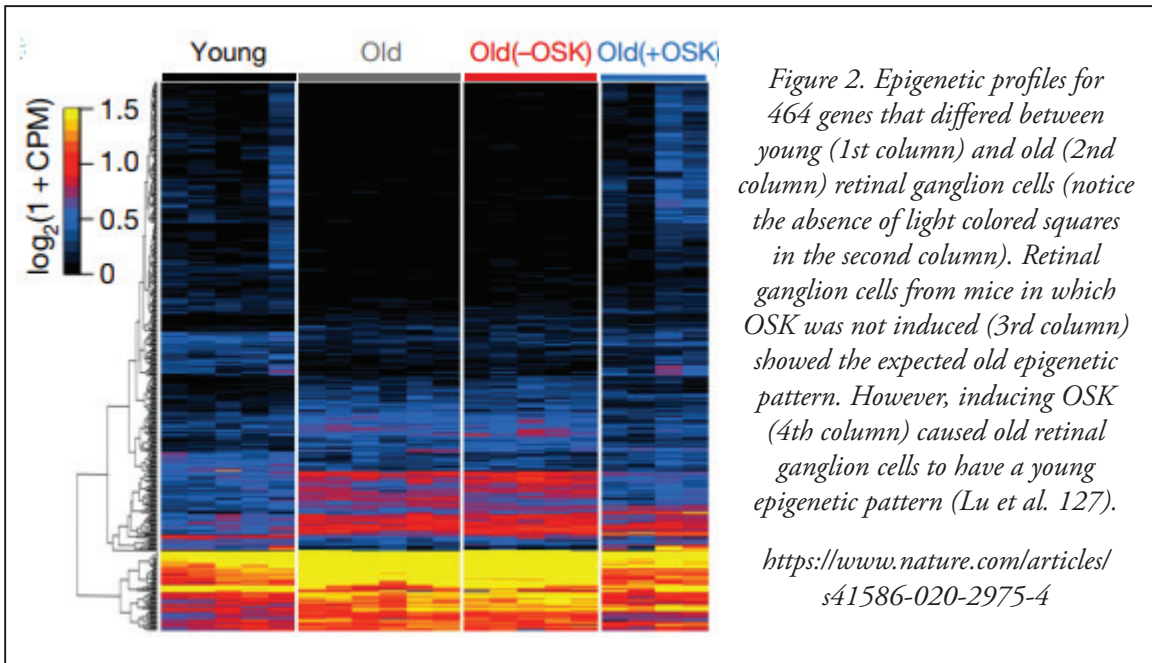 Young Old Old(–OSK) Old(+OSK)
log2(1 + CPM)
1.5
1.0
0.5
0
Figure 2. Epigenetic profiles for
464 genes that differed between
young (1st column) and old (2nd
column) retinal ganglion cells (notice
the absence of light colored squares
in the second column). Retinal
ganglion cells from mice in which
OSK was not induced (3rd column)
showed the expected old epigenetic
pattern. However, inducing OSK
(4th column) caused old retinal
ganglion cells to have a young
epigenetic pattern (Lu et al. 127).
https://www.nature.com/articles/
s41586-020-2975-4